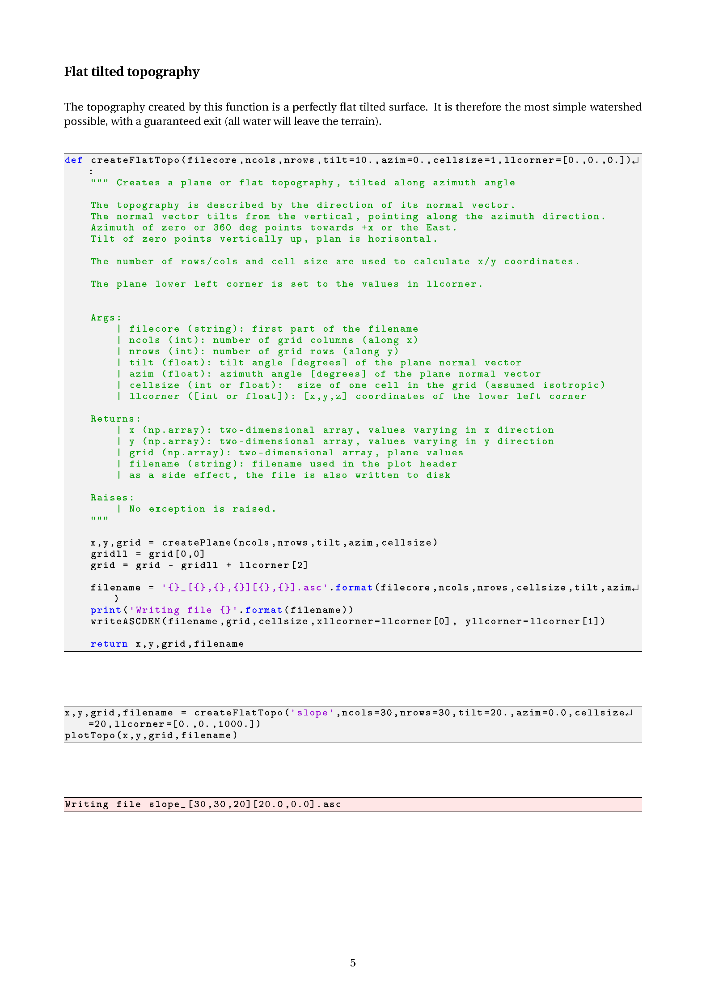 Flat tilted topography
The topography created by this function is a perfectly flat tilted surface. It is therefore the most simple watershed
possible, with a guaranteed exit (all water will leave the terrain).
def createFlatTopo(filecore,ncols,nrows,tilt=10.,azim=0.,cellsize=1,llcorner=[0.,0.,0.])↵
    :
    """ Creates a plane or flat topography, tilted along azimuth angle
    The topography is described by the direction of its normal vector.
    The normal vector tilts from the vertical, pointing along the azimuth direction.
    Azimuth of zero or 360 deg points towards +x or the East.
    Tilt of zero points vertically up, plan is horisontal.
    The number of rows/cols and cell size are used to calculate x/y coordinates.
    The plane lower left corner is set to the values in llcorner.
    Args:
        | filecore (string): first part of the filename
        | ncols (int): number of grid columns (along x)
        | nrows (int): number of grid rows (along y)
        | tilt (float): tilt angle [degrees] of the plane normal vector
        | azim (float): azimuth angle [degrees] of the plane normal vector
        | cellsize (int or float):  size of one cell in the grid (assumed isotropic)
        | llcorner ([int or float]): [x,y,z] coordinates of the lower left corner
    Returns:
        | x (np.array): two-dimensional array, values varying in x direction
        | y (np.array): two-dimensional array, values varying in y direction
        | grid (np.array): two-dimensional array, plane values
        | filename (string): filename used in the plot header
        | as a side effect, the file is also written to disk
    Raises:
        | No exception is raised.
    """
    x,y,grid = createPlane(ncols,nrows,tilt,azim,cellsize)
    gridll = grid[0,0]
    grid = grid - gridll + llcorner[2]
    filename = '{}_[{},{},{}][{},{}].asc'.format(filecore,ncols,nrows,cellsize,tilt,azim↵
        )
    print('Writing file {}'.format(filename))
    writeASCDEM(filename,grid,cellsize,xllcorner=llcorner[0], yllcorner=llcorner[1])
    return x,y,grid,filename
x,y,grid,filename = createFlatTopo('slope',ncols=30,nrows=30,tilt=20.,azim=0.0,cellsize↵
    =20,llcorner=[0.,0.,1000.])
plotTopo(x,y,grid,filename)
Writing file slope_[30,30,20][20.0,0.0].asc
5